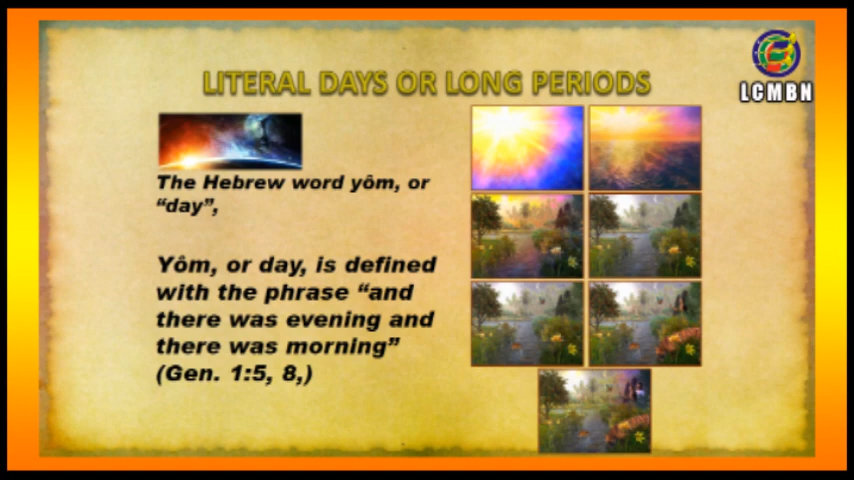 LITERAL DAYS OR LONG PERIODS
LCMBN
The Hebrew word yôm, or
“day”,
Yôm, or day, is defined
with the phrase “and
there was evening and
there was morning”
(Gen. 1:5, 8,)